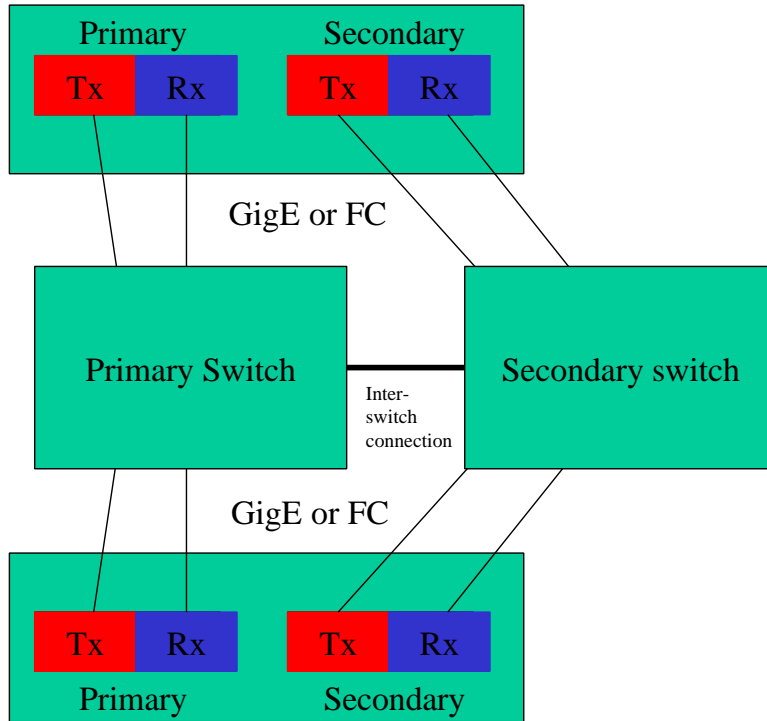 Primary
Secondary
Tx
Rx
Tx
Rx
GigE or FC
Primary Switch
Inter-
switch
connection
Secondary switch
GigE or FC
Tx
Rx
Tx
Rx
Primary
Secondary